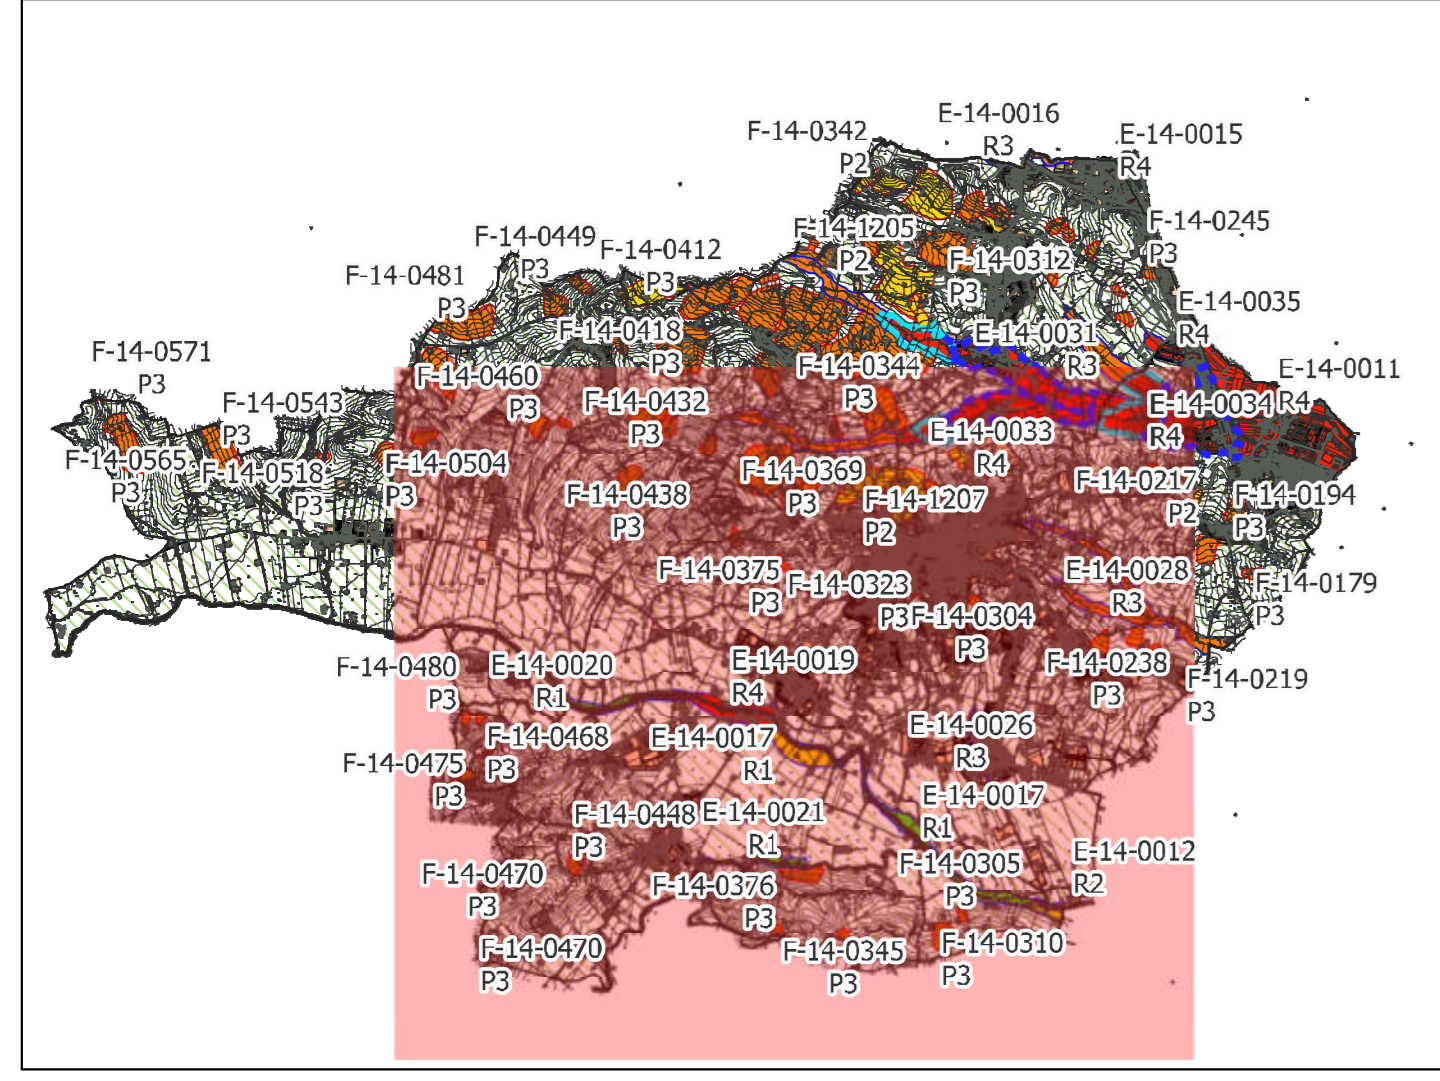 E-14-0016
R3
F-14-0342
P2
E-14-0015
R4
F-14-0449
P3
F-14-0412
P3
F-14-1205
P2
F-14-0245
P3
F-14-0481
P3
F-14-0312
P3
E-14-0035
R4
F-14-0418
P3
E-14-0031
R3
F-14-0571
P3
F-14-0460
P3
F-14-0344
P3
E-14-0011
R4
F-14-0543
P3
F-14-0432
P3
E-14-0034
R4
E-14-0033
R4
F-14-0565
P3
F-14-0518
P3
F-14-0504
P3
F-14-0369
P3
F-14-0217
P2
F-14-0438
P3
F-14-1207
P2
F-14-0194
P3
F-14-0375
P3
F-14-0323
P3
E-14-0028
R3
F-14-0179
P3
F-14-0304
P3
F-14-0480
P3
E-14-0020
R1
E-14-0019
R4
F-14-0238
P3
F-14-0219
P3
F-14-0468
P3
E-14-0017
R1
E-14-0026
R3
F-14-0475
P3
F-14-0448
P3
E-14-0021
R1
E-14-0017
R1
F-14-0470
P3
F-14-0376
P3
F-14-0305
P3
E-14-0012
R2
F-14-0470
P3
F-14-0345
P3
F-14-0310
P3